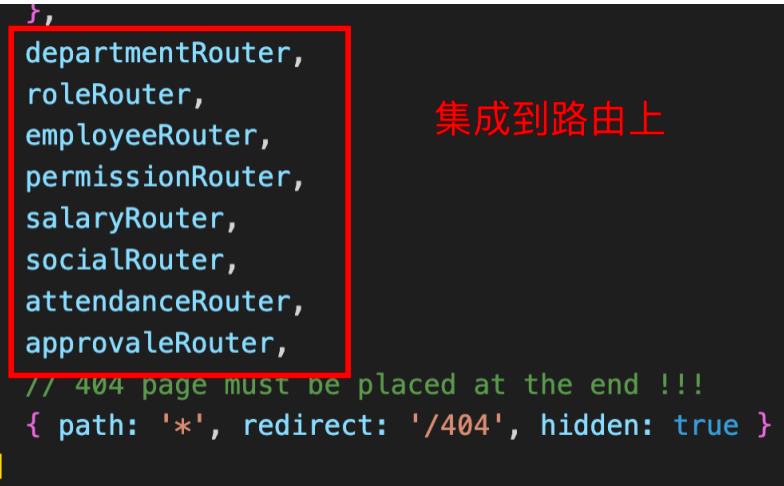 },
departmentRouter,
roleRouter,
集成到路由上
employeeRouter,
permissionRouter,
salaryRouter,
socialRouter,
attendanceRouter,
approvaleRouter,
// 404 page must be placed at the end !!!
{ path: '*', redirect: '/404', hidden: true }